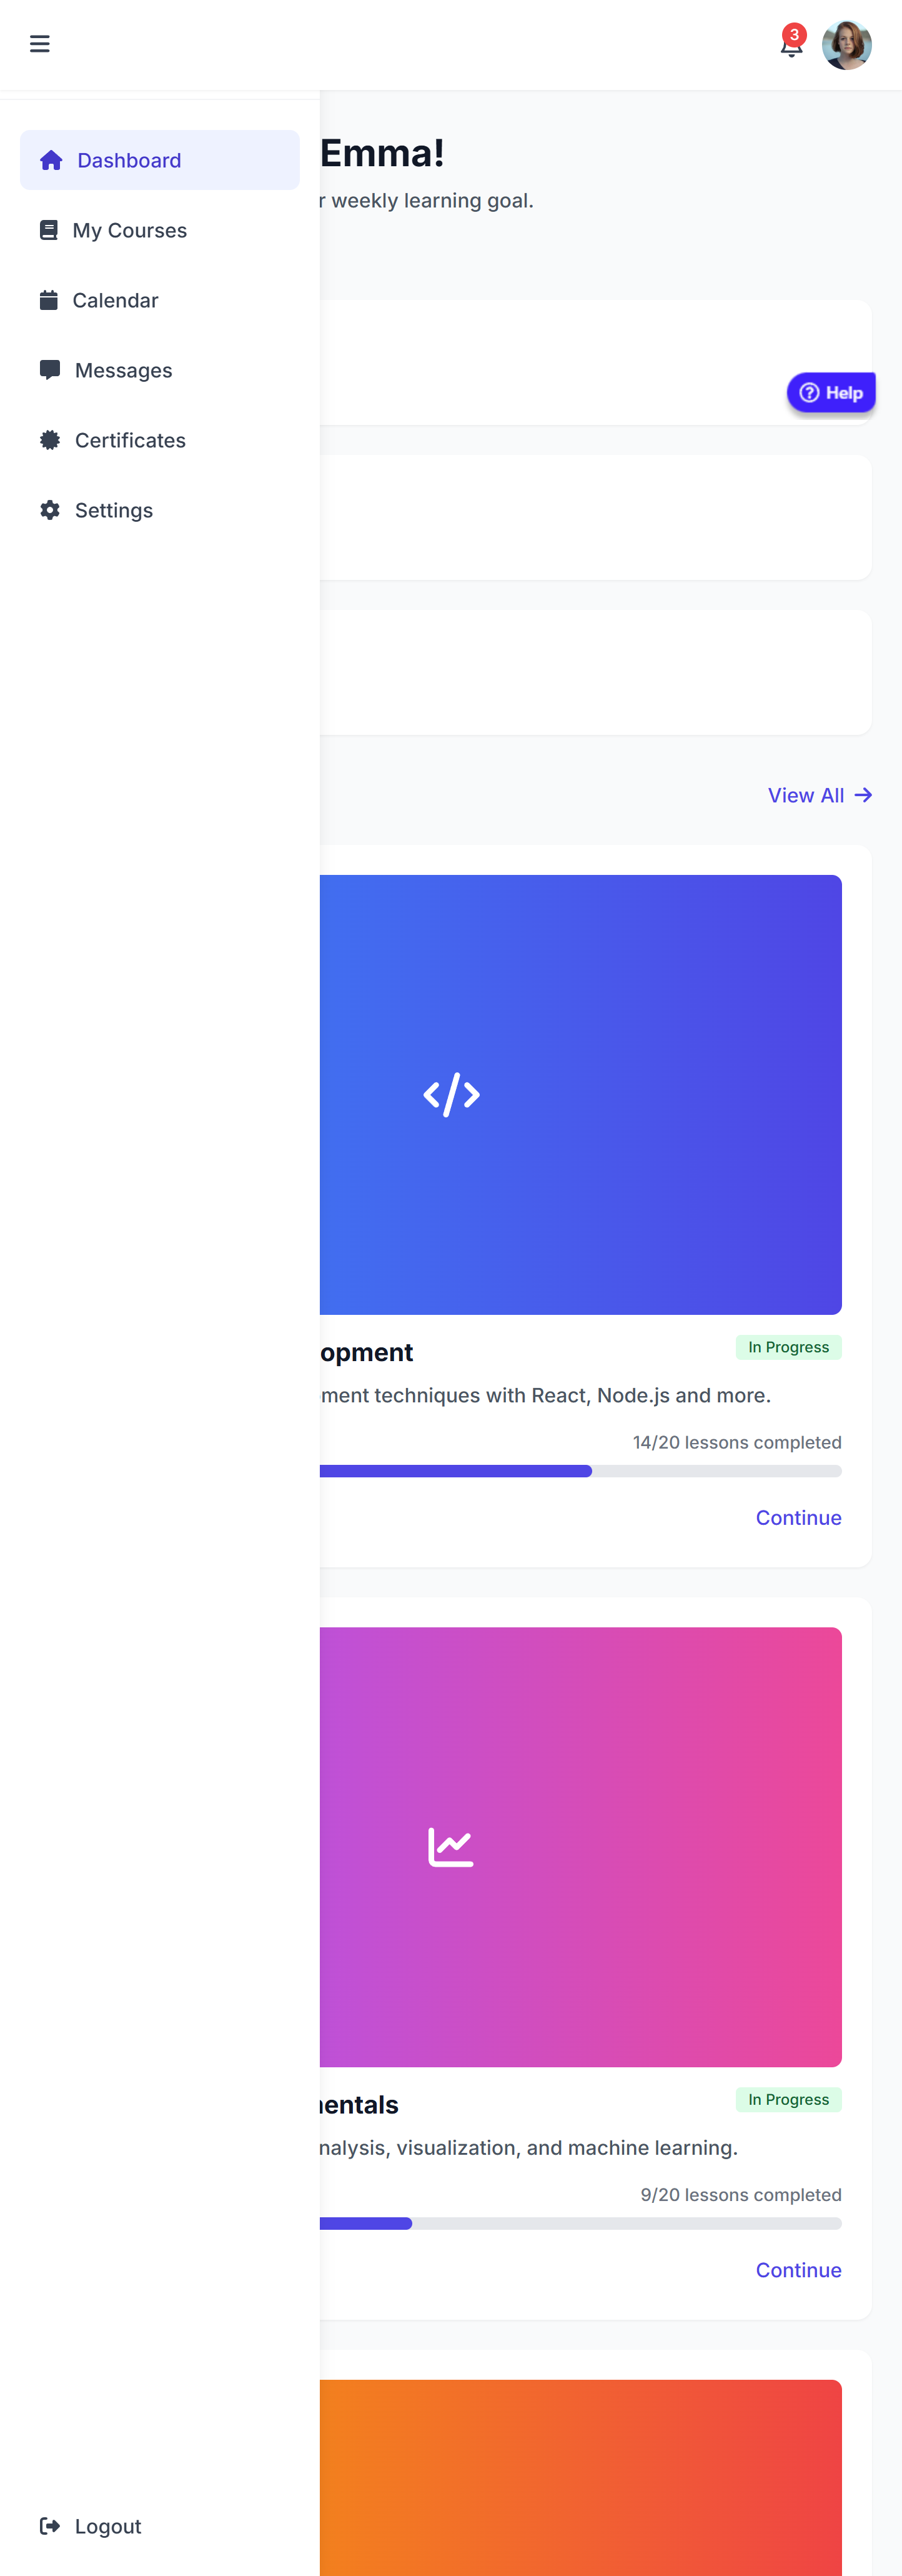 3
Dashboard
Emma!
weekly learning goal.
My Courses
Calendar
Messages
Help
Certificates
Settings
View All
opment
In Progress
ment techniques with React, Node.js and more.
14/20 lessons completed
Continue
entals
In Progress
nalysis, visualization, and machine learning.
9/20 lessons completed
Continue
Logout